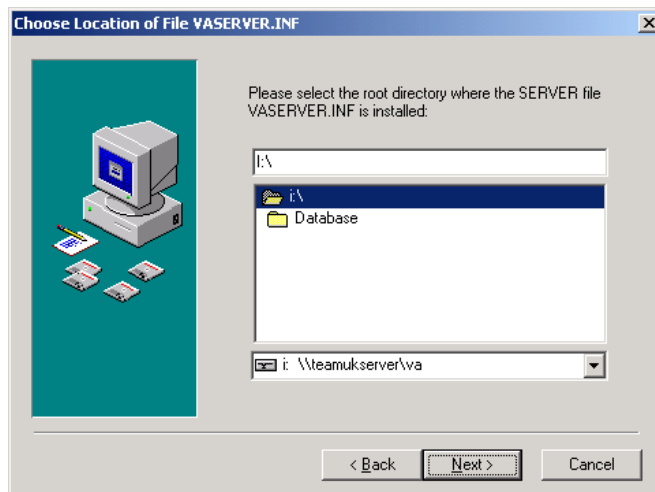 Choose Location of File VASERVER.INF
Please select the root directory where the SERVER file
VASERVER.INF is installed:
I:\
i:\
Database
i: \\teamukserver\va
< Back
Next >
Cancel